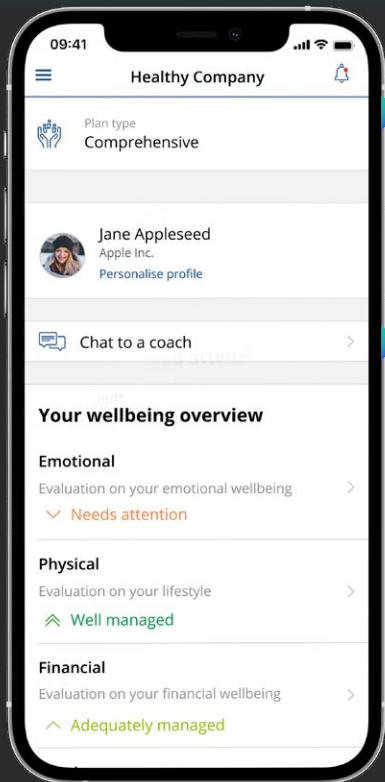 09:41
Healthy Company
Plan type
Comprehensive
Jane Appleseed
Apple Inc.
Personalise profile
Chat to a coach
Your wellbeing overview
Emotional
Evaluation on your emotional wellbeing
Needs attention
Physical
Evaluation on your lifestyle
Well managed
Financial
Evaluation on your financial wellbeing
Adequately managed